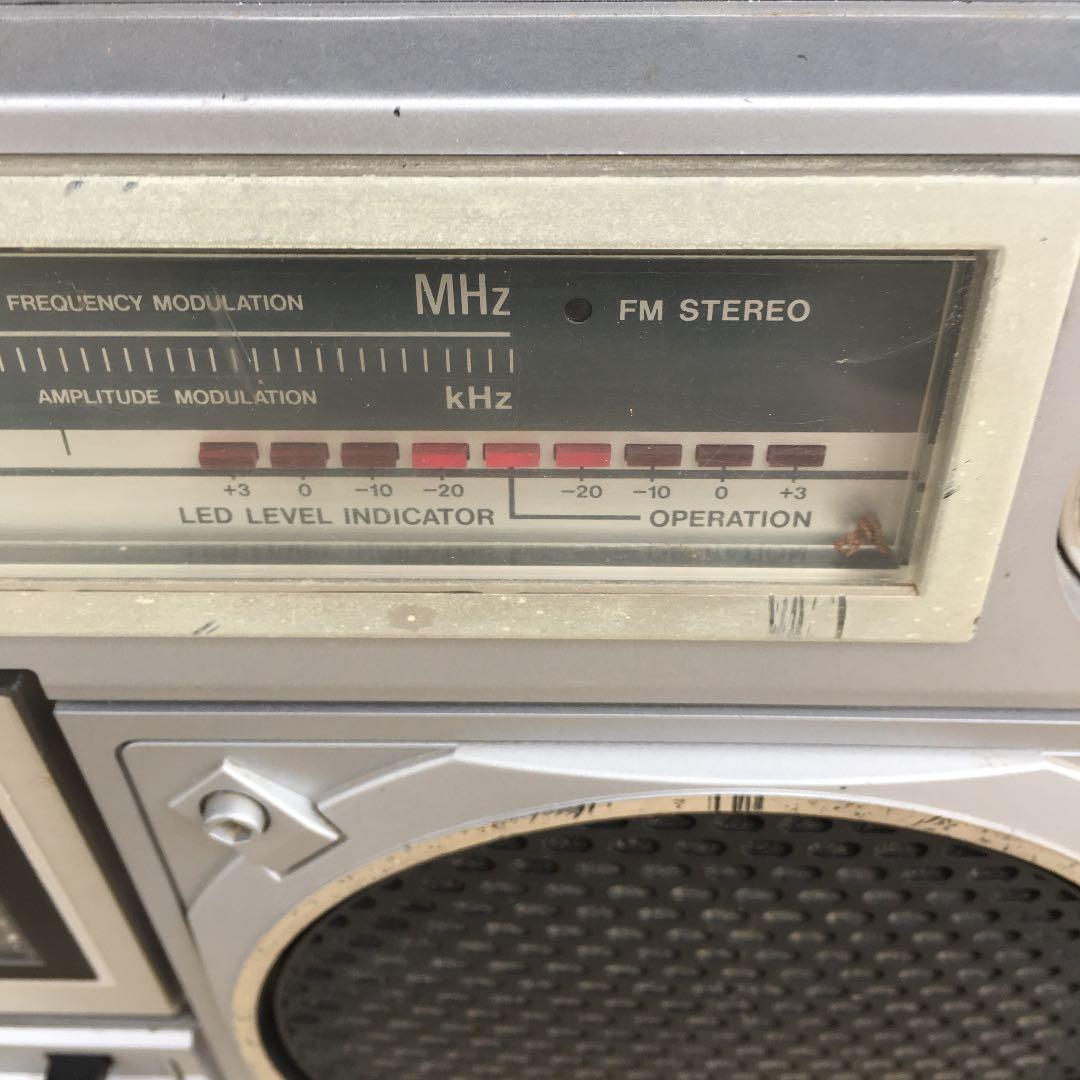 FREQUENCY MODULATION MHz FM STEREO
AMPLITUDE MODULATION kHz
+3 0 −10 −20 −20 −10 0 +3
LED LEVEL INDICATOR OPERATION